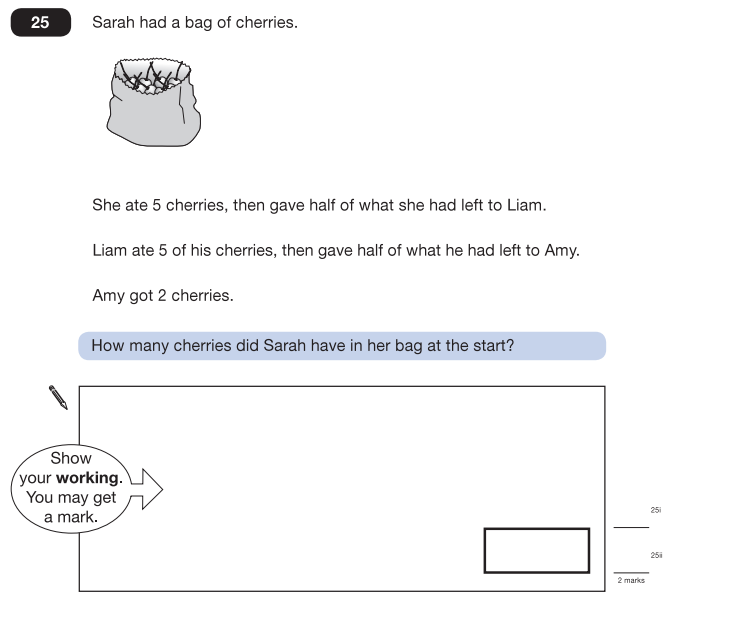 25
Sarah had a bag of cherries.
She ate 5 cherries, then gave half of what she had left to Liam.
Liam ate 5 of his cherries, then gave half of what he had left to Amy.
Amy got 2 cherries.
How many cherries did Sarah have in her bag at the start?
Show
your working.
You may get
a mark.
25i
25ii
2 marks